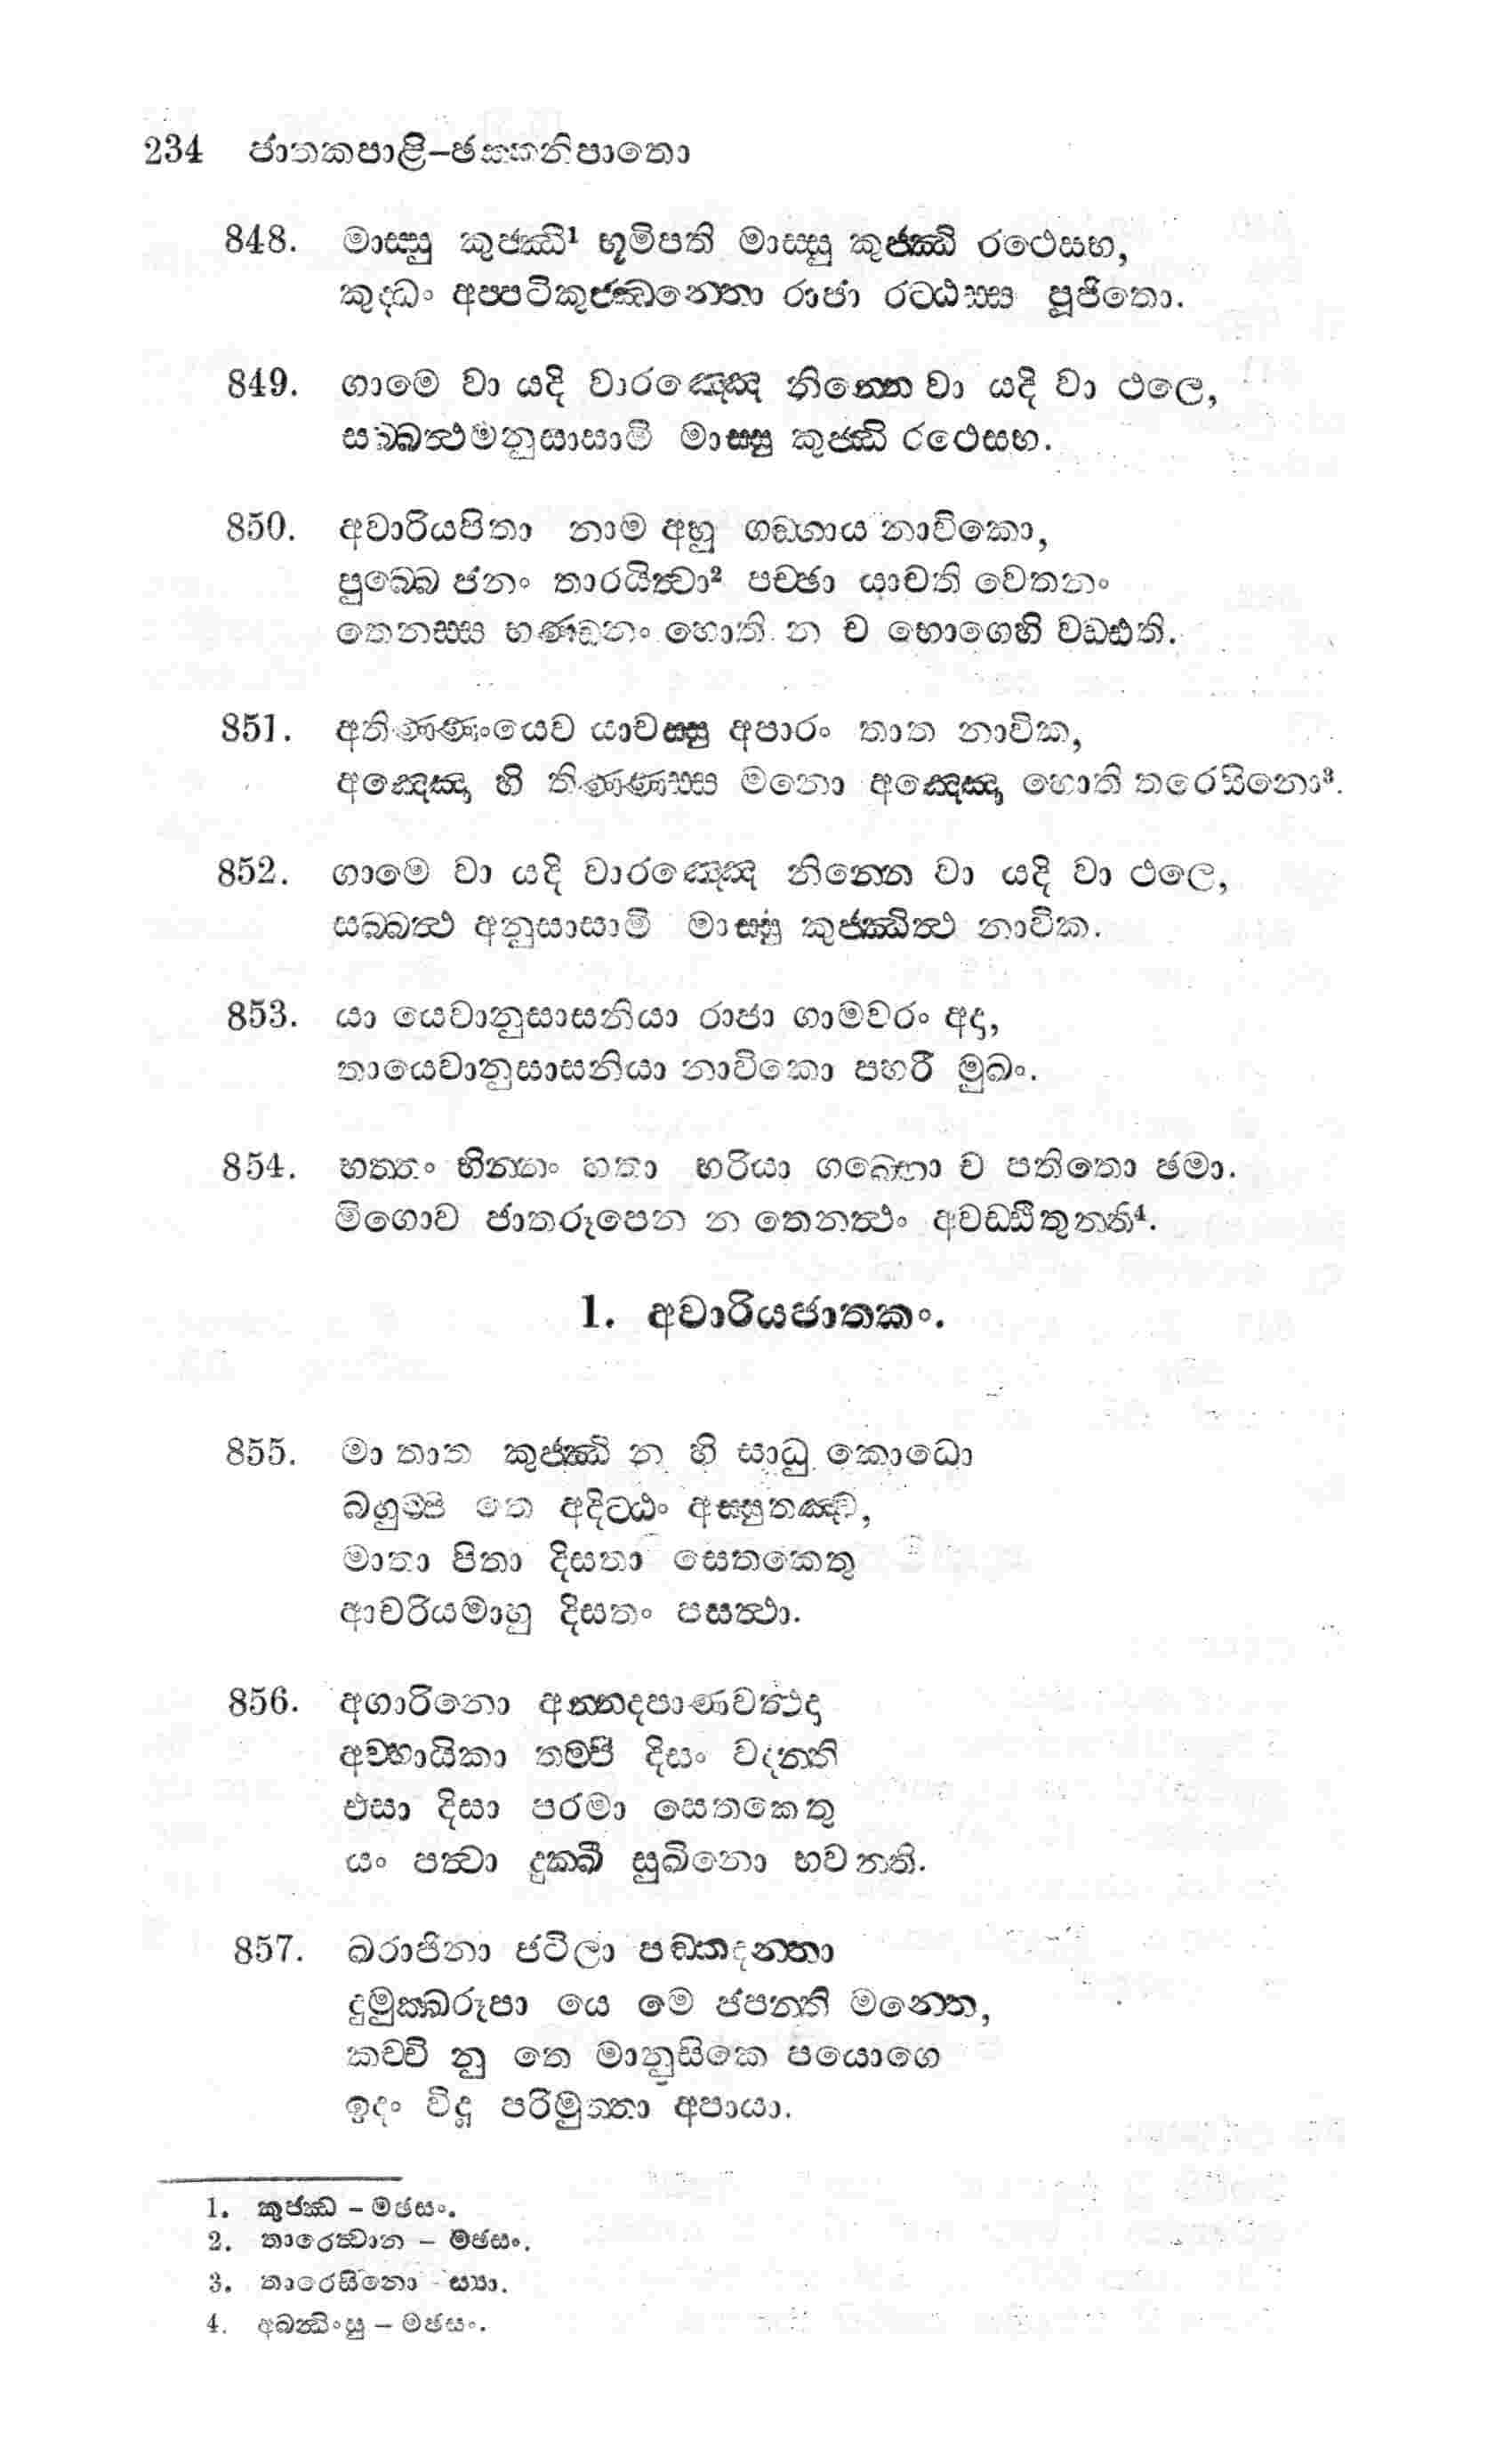 234 ජාතකපාළි–ඡක්කනිපාතො
848. මාස්සු කුජ්ඣි¹ භූමිපති මාස්සු කුජ්ඣි රථෙසභ,
කුද්ධං අප්පටිකුජ්ඣන්තො රාජා රට්ඨස්ස පූජිතො.
849. ගාමෙ වා යදි වාරඤ්ඤෙ නින්නෙ වා යදි වා ථලෙ,
සබ්බත්ථමනුසාසාමි මාස්සු කුජ්ඣි රථෙසභ.
850. අවාරියපිතා නාම අහු ගඞ්ගාය නාවිකො,
පුබ්බෙ ජනං තාරයිත්වා² පච්ඡා යාචති වෙතනං
තෙනස්ස භණ්ඩනං හොති න ච භොගෙහි වඩ්ඪති.
851. අතිණ්ණංයෙව යාචස්සු අපාරං තාත නාවික,
අඤ්ඤො හි තිණ්ණස්ස මනො අඤ්ඤො හොති තරෙසිනො³.
852. ගාමෙ වා යදි වාරඤ්ඤෙ නින්නෙ වා යදි වා ථලෙ,
සබ්බත්ථ අනුසාසාමි මාස්සු කුජ්ඣිත්ථ නාවික.
853. යා යෙවානුසාසනියා රාජා ගාමවරං අදා,
තායෙවානුසාසනියා නාවිකො පහරී මුඛං.
854. භත්තං භින්නං හතා භරියා ගබ්භො ච පතිතො ඡමා.
මිගොව ජාතරූපෙන න තෙනත්ථං අවඩ්ඪීතුන්ති⁴.
1. අවාරියජාතකං.
855. මා තාත කුජ්ඣි න හි සාධු කොධො
බහුම්පි තෙ අදිට්ඨං අස්සුතඤ්ච,
මාතා පිතා දිසතා සෙතකෙතු
ආචරියමාහු දිසතං පසත්ථා.
856. අගාරිනො අන්නදපාණවත්ථදා
අව්හායිකා තම්පි දිසං වදන්ති
එසා දිසා පරමා සෙතකෙතු
යං පත්වා දුක්ඛී සුඛිනො භවන්ති.
857. ඛරාජිනා ජටිලා පඞ්කදන්තා
දුමුක්ඛරූපා යෙ මෙ ජපන්ති මන්තෙ,
කච්චි නු තෙ මානුසිකෙ පයොගෙ
ඉදං විදූ පරිමුත්තා අපායා.
1. කුජ්ඣ – මඡසං.
2. තාරෙත්වාන – මඡසං.
3. තාරෙසිනො - ස්‍යා.
4. අබන්ධිංසු – මඡසං.